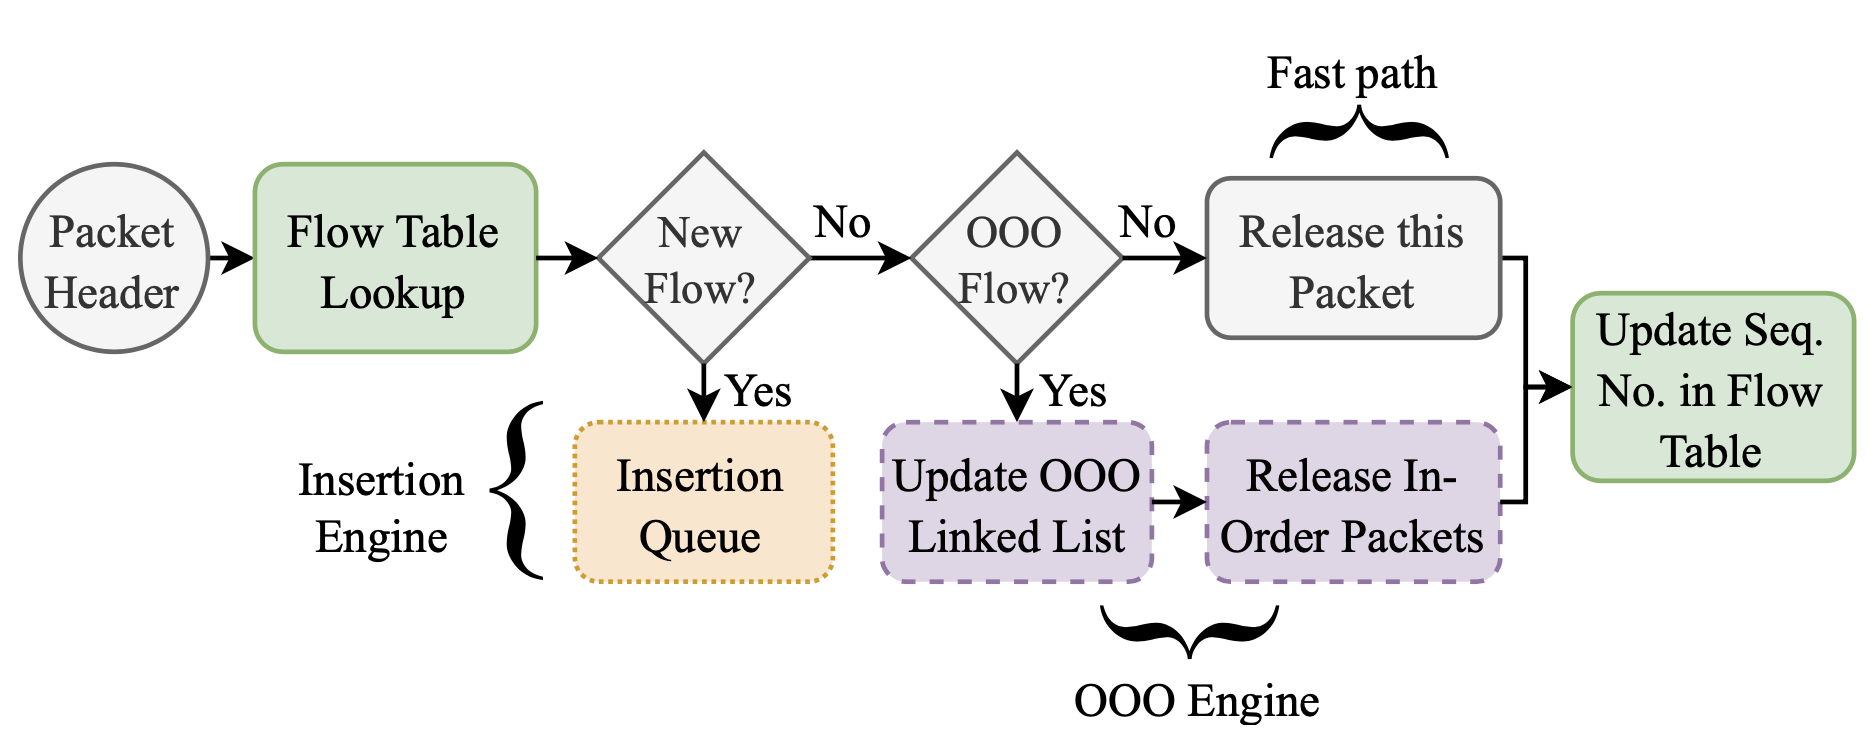 Fast path
Packet
Header
Flow Table
Lookup
New
Flow?
No
OOO
Flow?
No
Release this
Packet
Yes
Yes
Update Seq.
No. in Flow
Table
Insertion
Engine
Insertion
Queue
Update OOO
Linked List
Release In-
Order Packets
OOO Engine